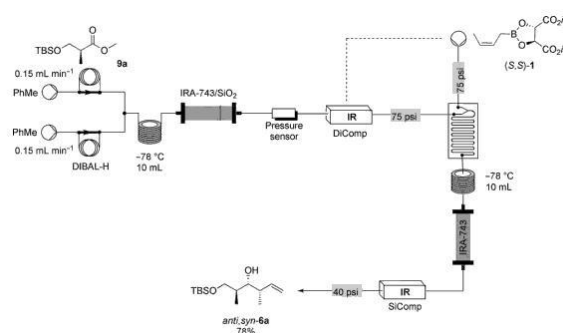 TBSO
O
O
9a
0.15 mL min⁻¹
PhMe
PhMe
0.15 mL min⁻¹
DIBAL-H
–78 °C
10 mL
IRA-743/SiO₂
Pressure
sensor
IR
DiComp
75 psi
75 psi
B
O
O
(S,S)-1
–78 °C
10 mL
IRA-743
IR
SiComp
40 psi
OH
TBSO
anti,syn-6a
78%